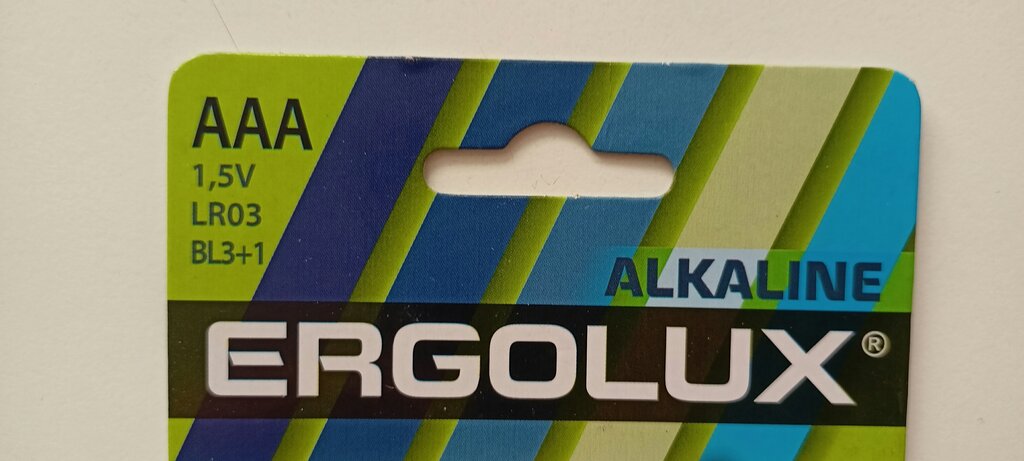 AAA
1,5V
LR03
BL3+1
ALKALINE
ERGOLUX®